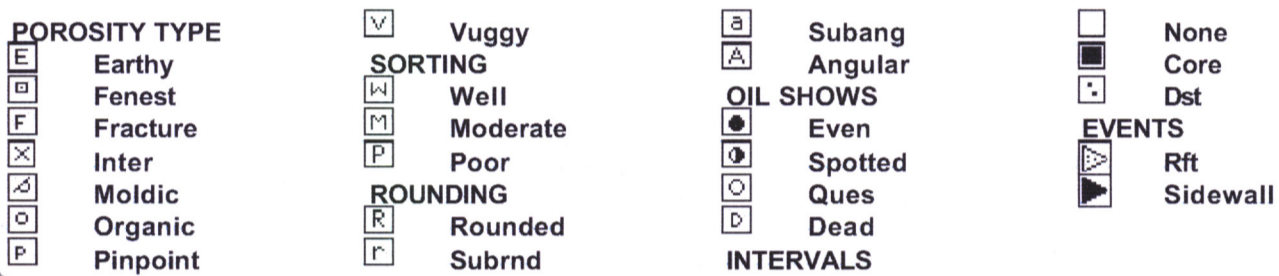 POROSITY TYPE
E Earthy
Fenest
F Fracture
Inter
Moldic
Organic
P Pinpoint
V Vuggy
SORTING
W Well
M Moderate
P Poor
ROUNDING
R Rounded
r Subrnd
a Subang
A Angular
OIL SHOWS
Even
Spotted
Ques
D Dead
INTERVALS
None
Core
Dst
EVENTS
Rft
Sidewall